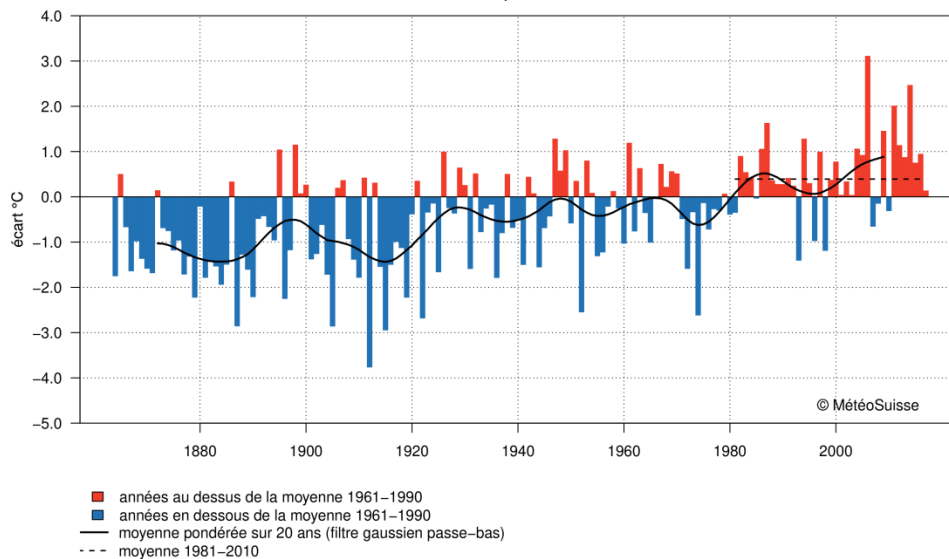 4.0
3.0
2.0
1.0
0.0
−1.0
−2.0
−3.0
−4.0
−5.0
écart °C
© MétéoSuisse
1880 1900 1920 1940 1960 1980 2000
années au dessus de la moyenne 1961−1990
années en dessous de la moyenne 1961−1990
moyenne pondérée sur 20 ans (filtre gaussien passe−bas)
moyenne 1981−2010